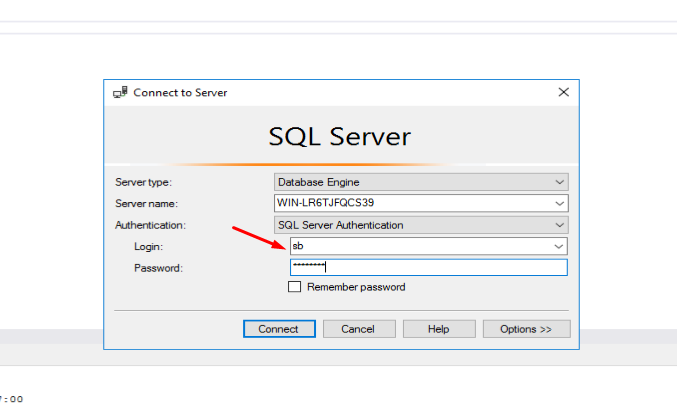 Connect to Server
SQL Server
Server type: Database Engine
Server name: WIN-LR6TJFQCS39
Authentication: SQL Server Authentication
Login: sb
Password: ********
Remember password
Connect Cancel Help Options >>
:00